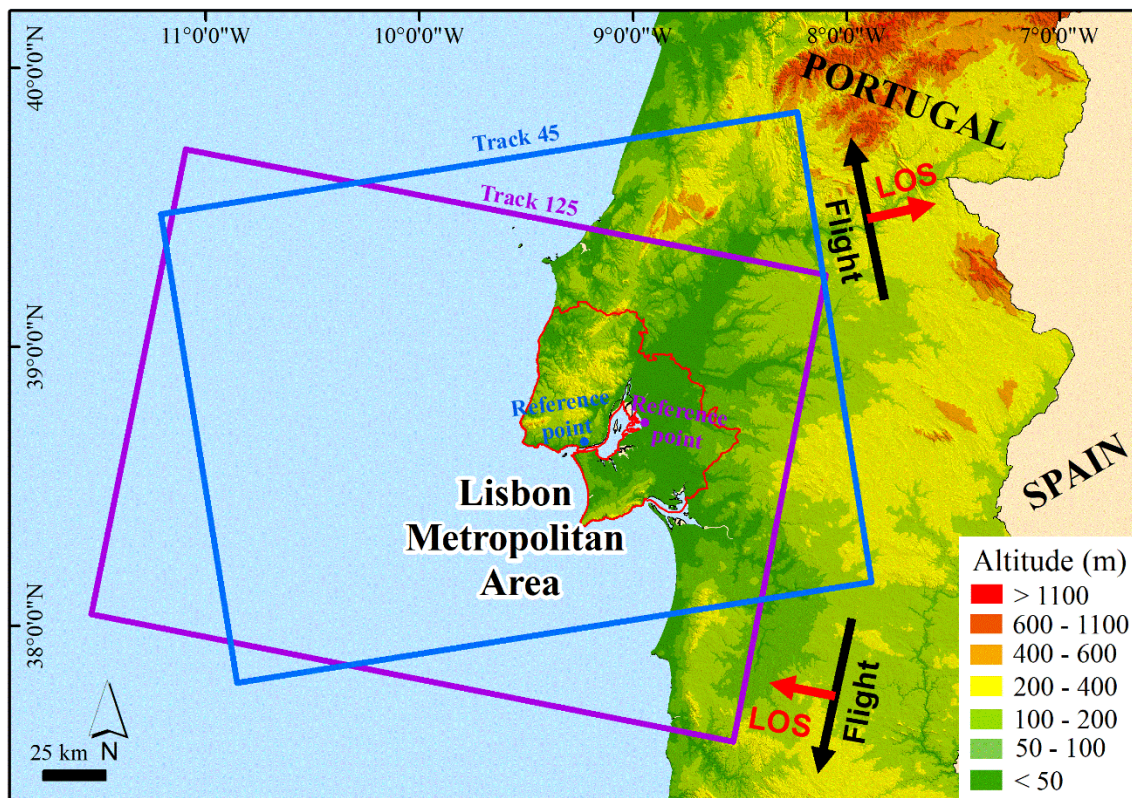 11°0'0"W
10°0'0"W
9°0'0"W
8°0'0"W
7°0'0"W
40°0'0"N
39°0'0"N
38°0'0"N
PORTUGAL
Track 45
Track 125
LOS
Flight
Reference
point
Reference
point
Lisbon
Metropolitan
Area
SPAIN
LOS
Flight
N
25 km
Altitude (m)
> 1100
600 - 1100
400 - 600
200 - 400
100 - 200
50 - 100
< 50